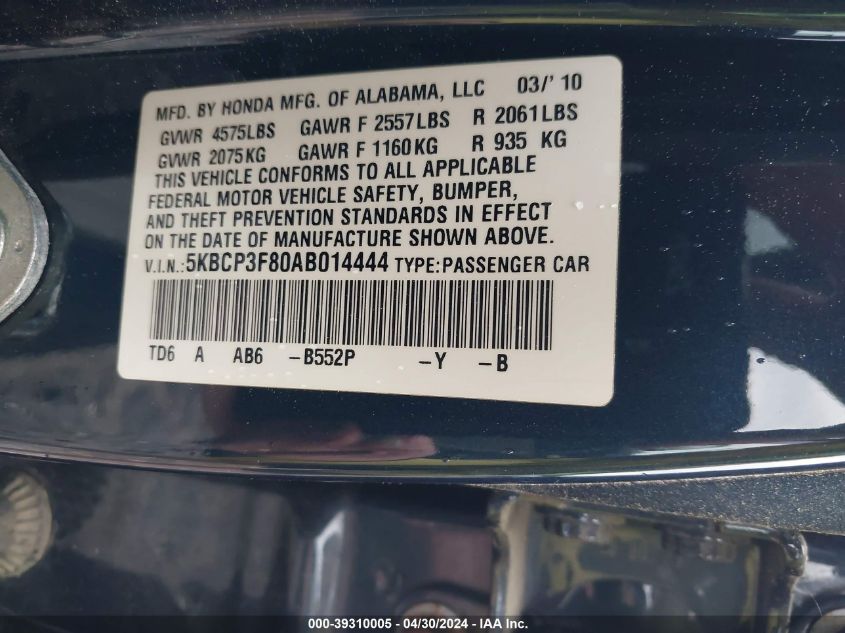 MFD. BY HONDA MFG. OF ALABAMA, LLC 03/' 10
GVWR 4575LBS GAWR F 2557LBS R 2061LBS
GVWR 2075KG GAWR F 1160KG R 935 KG
THIS VEHICLE CONFORMS TO ALL APPLICABLE
FEDERAL MOTOR VEHICLE SAFETY, BUMPER,
AND THEFT PREVENTION STANDARDS IN EFFECT
ON THE DATE OF MANUFACTURE SHOWN ABOVE.
V.I.N.:5KBCP3F80AB014444 TYPE:PASSENGER CAR
TD6 A AB6 -B552P -Y -B
000-39310005 - 04/30/2024 - IAA Inc.